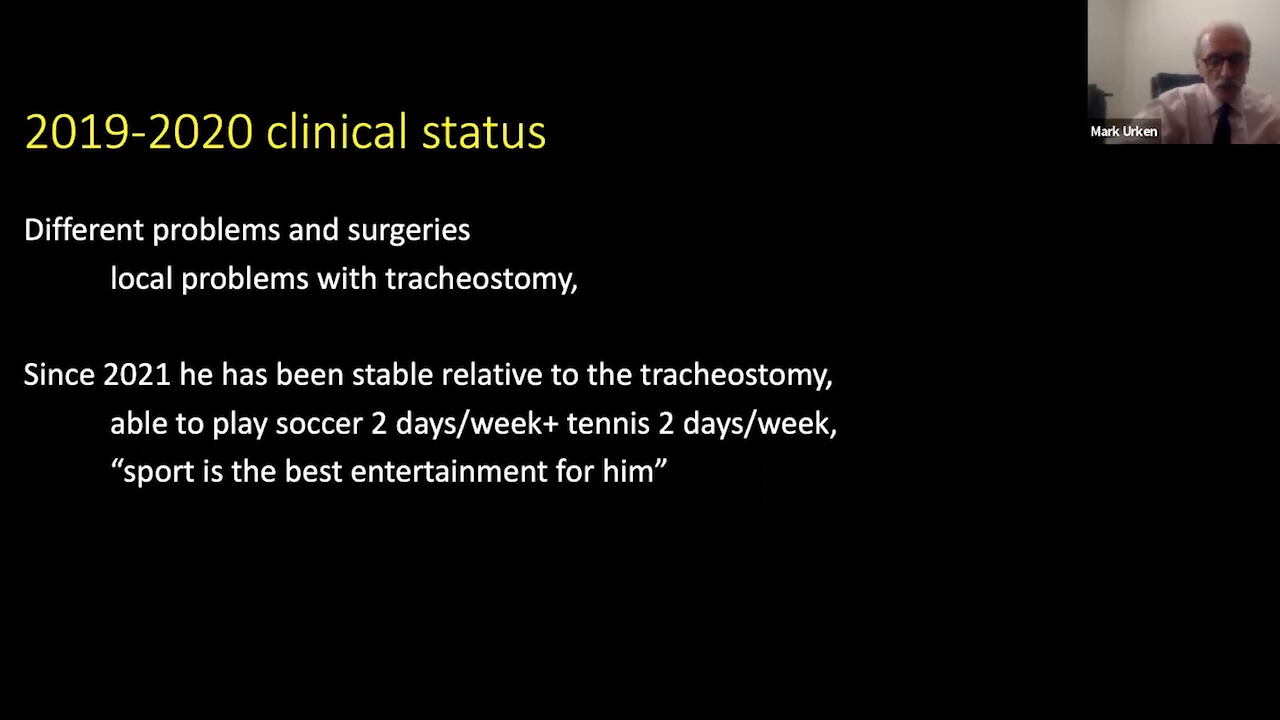 Mark Urken
2019-2020 clinical status
Different problems and surgeries
local problems with tracheostomy,
Since 2021 he has been stable relative to the tracheostomy,
able to play soccer 2 days/week+ tennis 2 days/week,
“sport is the best entertainment for him”